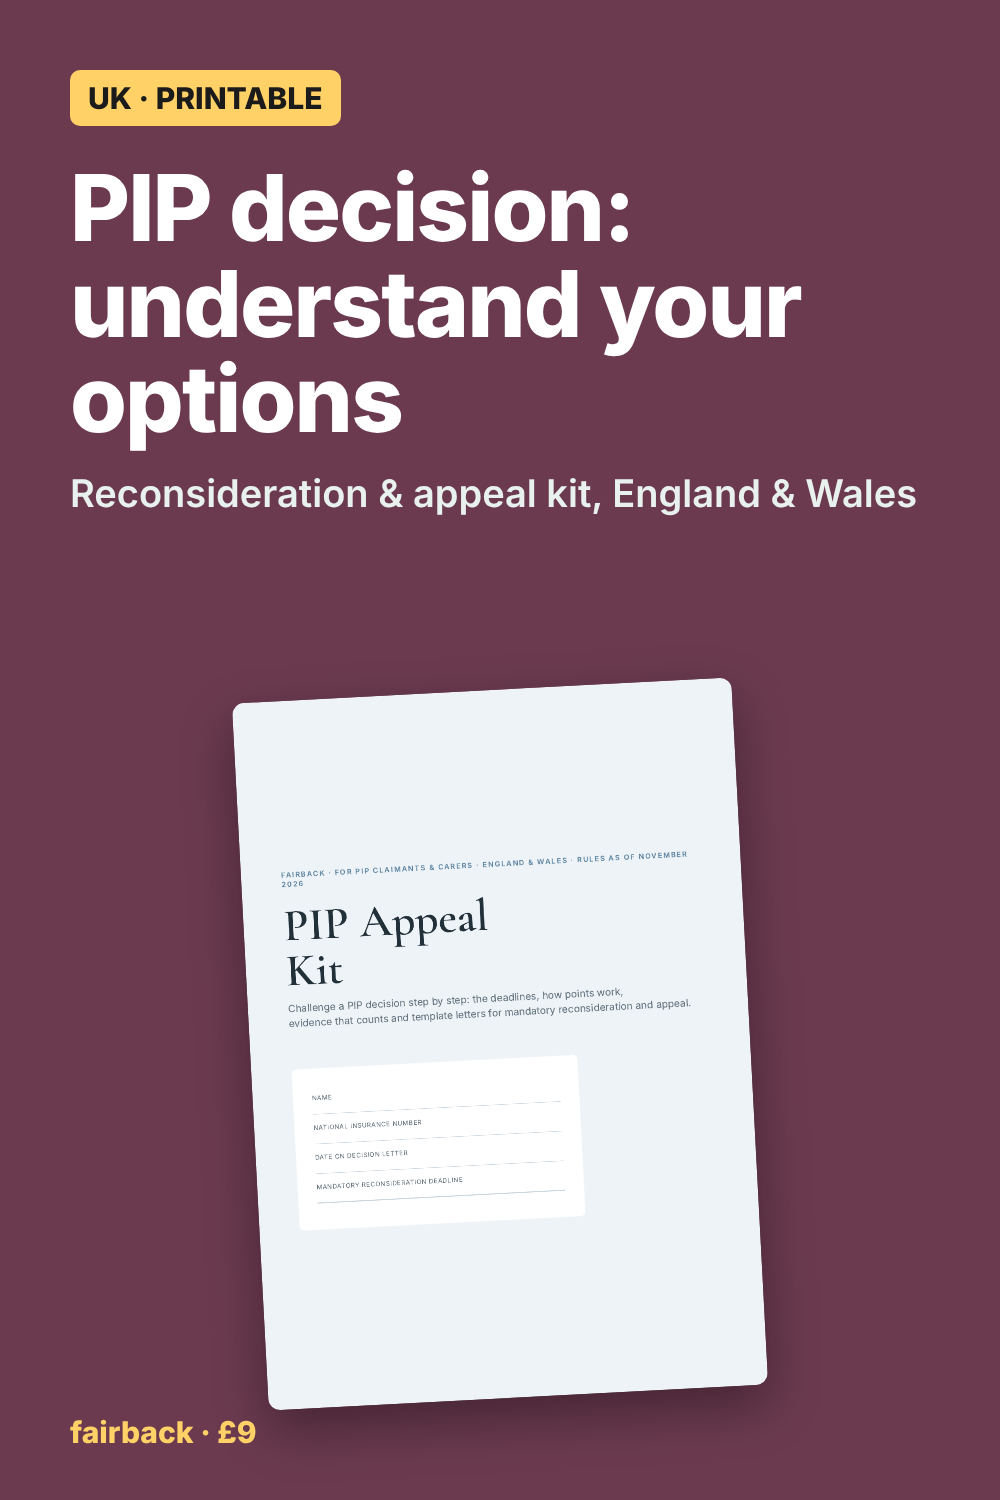 UK · PRINTABLE
PIP decision:
understand your
options
Reconsideration & appeal kit, England & Wales
FAIRBACK · FOR PIP CLAIMANTS & CARERS · ENGLAND & WALES · RULES AS OF NOVEMBER
2026
PIP Appeal
Kit
Challenge a PIP decision step by step: the deadlines, how points work,
evidence that counts and template letters for mandatory reconsideration and appeal.
NAME
NATIONAL INSURANCE NUMBER
DATE ON DECISION LETTER
MANDATORY RECONSIDERATION DEADLINE
fairback · £9